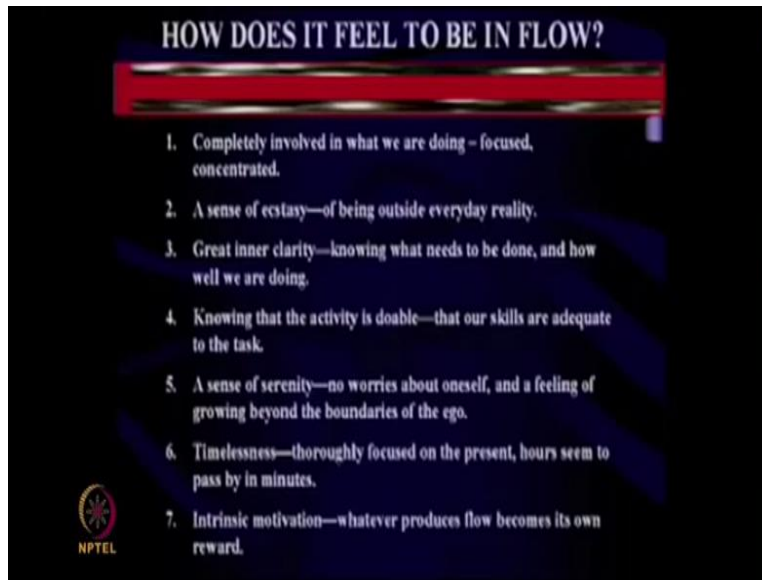 HOW DOES IT FEEL TO BE IN FLOW?
1. Completely involved in what we are doing – focused,
concentrated.
2. A sense of ecstasy—of being outside everyday reality.
3. Great inner clarity—knowing what needs to be done, and how
well we are doing.
4. Knowing that the activity is doable—that our skills are adequate
to the task.
5. A sense of serenity—no worries about oneself, and a feeling of
growing beyond the boundaries of the ego.
6. Timelessness—thoroughly focused on the present, hours seem to
pass by in minutes.
7. Intrinsic motivation—whatever produces flow becomes its own
reward.
NPTEL